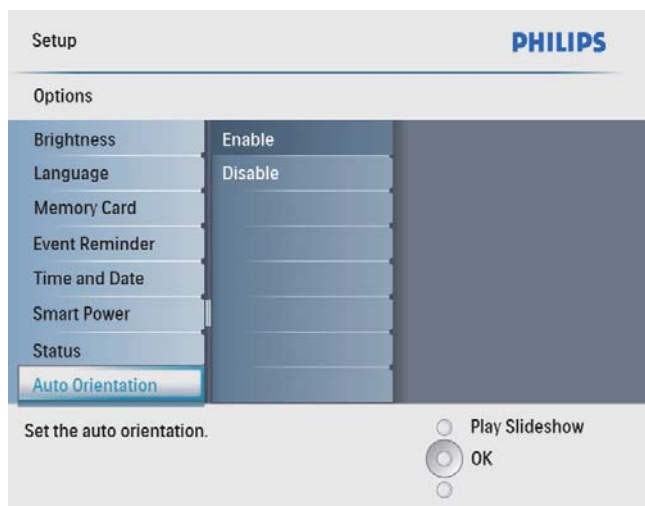 Setup
PHILIPS
Options
Brightness
Enable
Language
Disable
Memory Card
Event Reminder
Time and Date
Smart Power
Status
Auto Orientation
Set the auto orientation.
Play Slideshow
OK